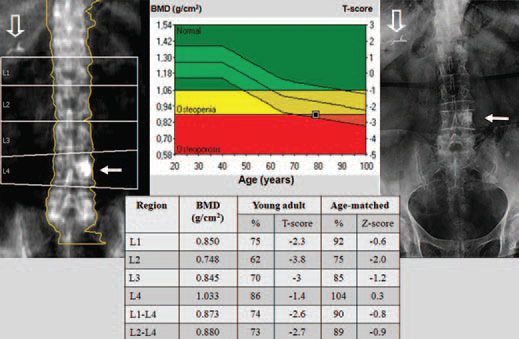 BMD (g/cm²) T-score
Normal
Osteopenia
Osteoporosis
1,54
1,42
1,30
1,18
1,06
0,94
0,82
0,70
0,58
3
2
1
0
-1
-2
-3
-4
-5
20 30 40 50 60 70 80 90 100
Age (years)
L1
L2
L3
L4
Region BMD (g/cm²) Young adult Age-matched
% T-score % Z-score
L1 0.850 75 -2.3 92 -0.6
L2 0.748 62 -3.8 75 -2.0
L3 0.845 70 -3 85 -1.2
L4 1.033 86 -1.4 104 0.3
L1-L4 0.873 74 -2.6 90 -0.8
L2-L4 0.880 73 -2.7 89 -0.9